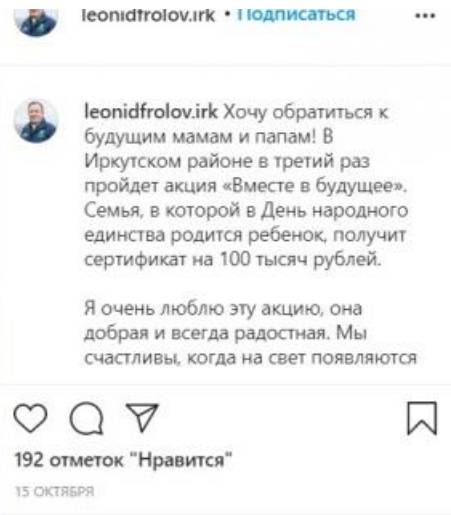 leonidfrolov.irk • Подписаться
leonidfrolov.irk Хочу обратиться к
будущим мамам и папам! В
Иркутском районе в третий раз
пройдет акция «Вместе в будущее».
Семья, в которой в День народного
единства родится ребенок, получит
сертификат на 100 тысяч рублей.
Я очень люблю эту акцию, она
добрая и всегда радостная. Мы
счастливы, когда на свет появляются
192 отметок "Нравится"
15 ОКТЯБРЯ